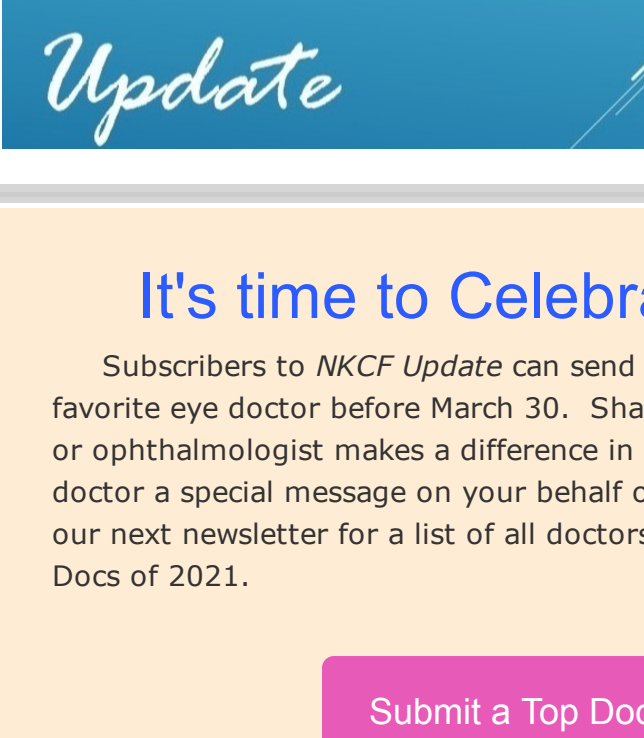 Update
It's time to Celebra
Subscribers to NKCF Update can send
favorite eye doctor before March 30. Sha
or ophthalmologist makes a difference in
doctor a special message on your behalf o
our next newsletter for a list of all doctors
Docs of 2021.
Submit a Top Doc